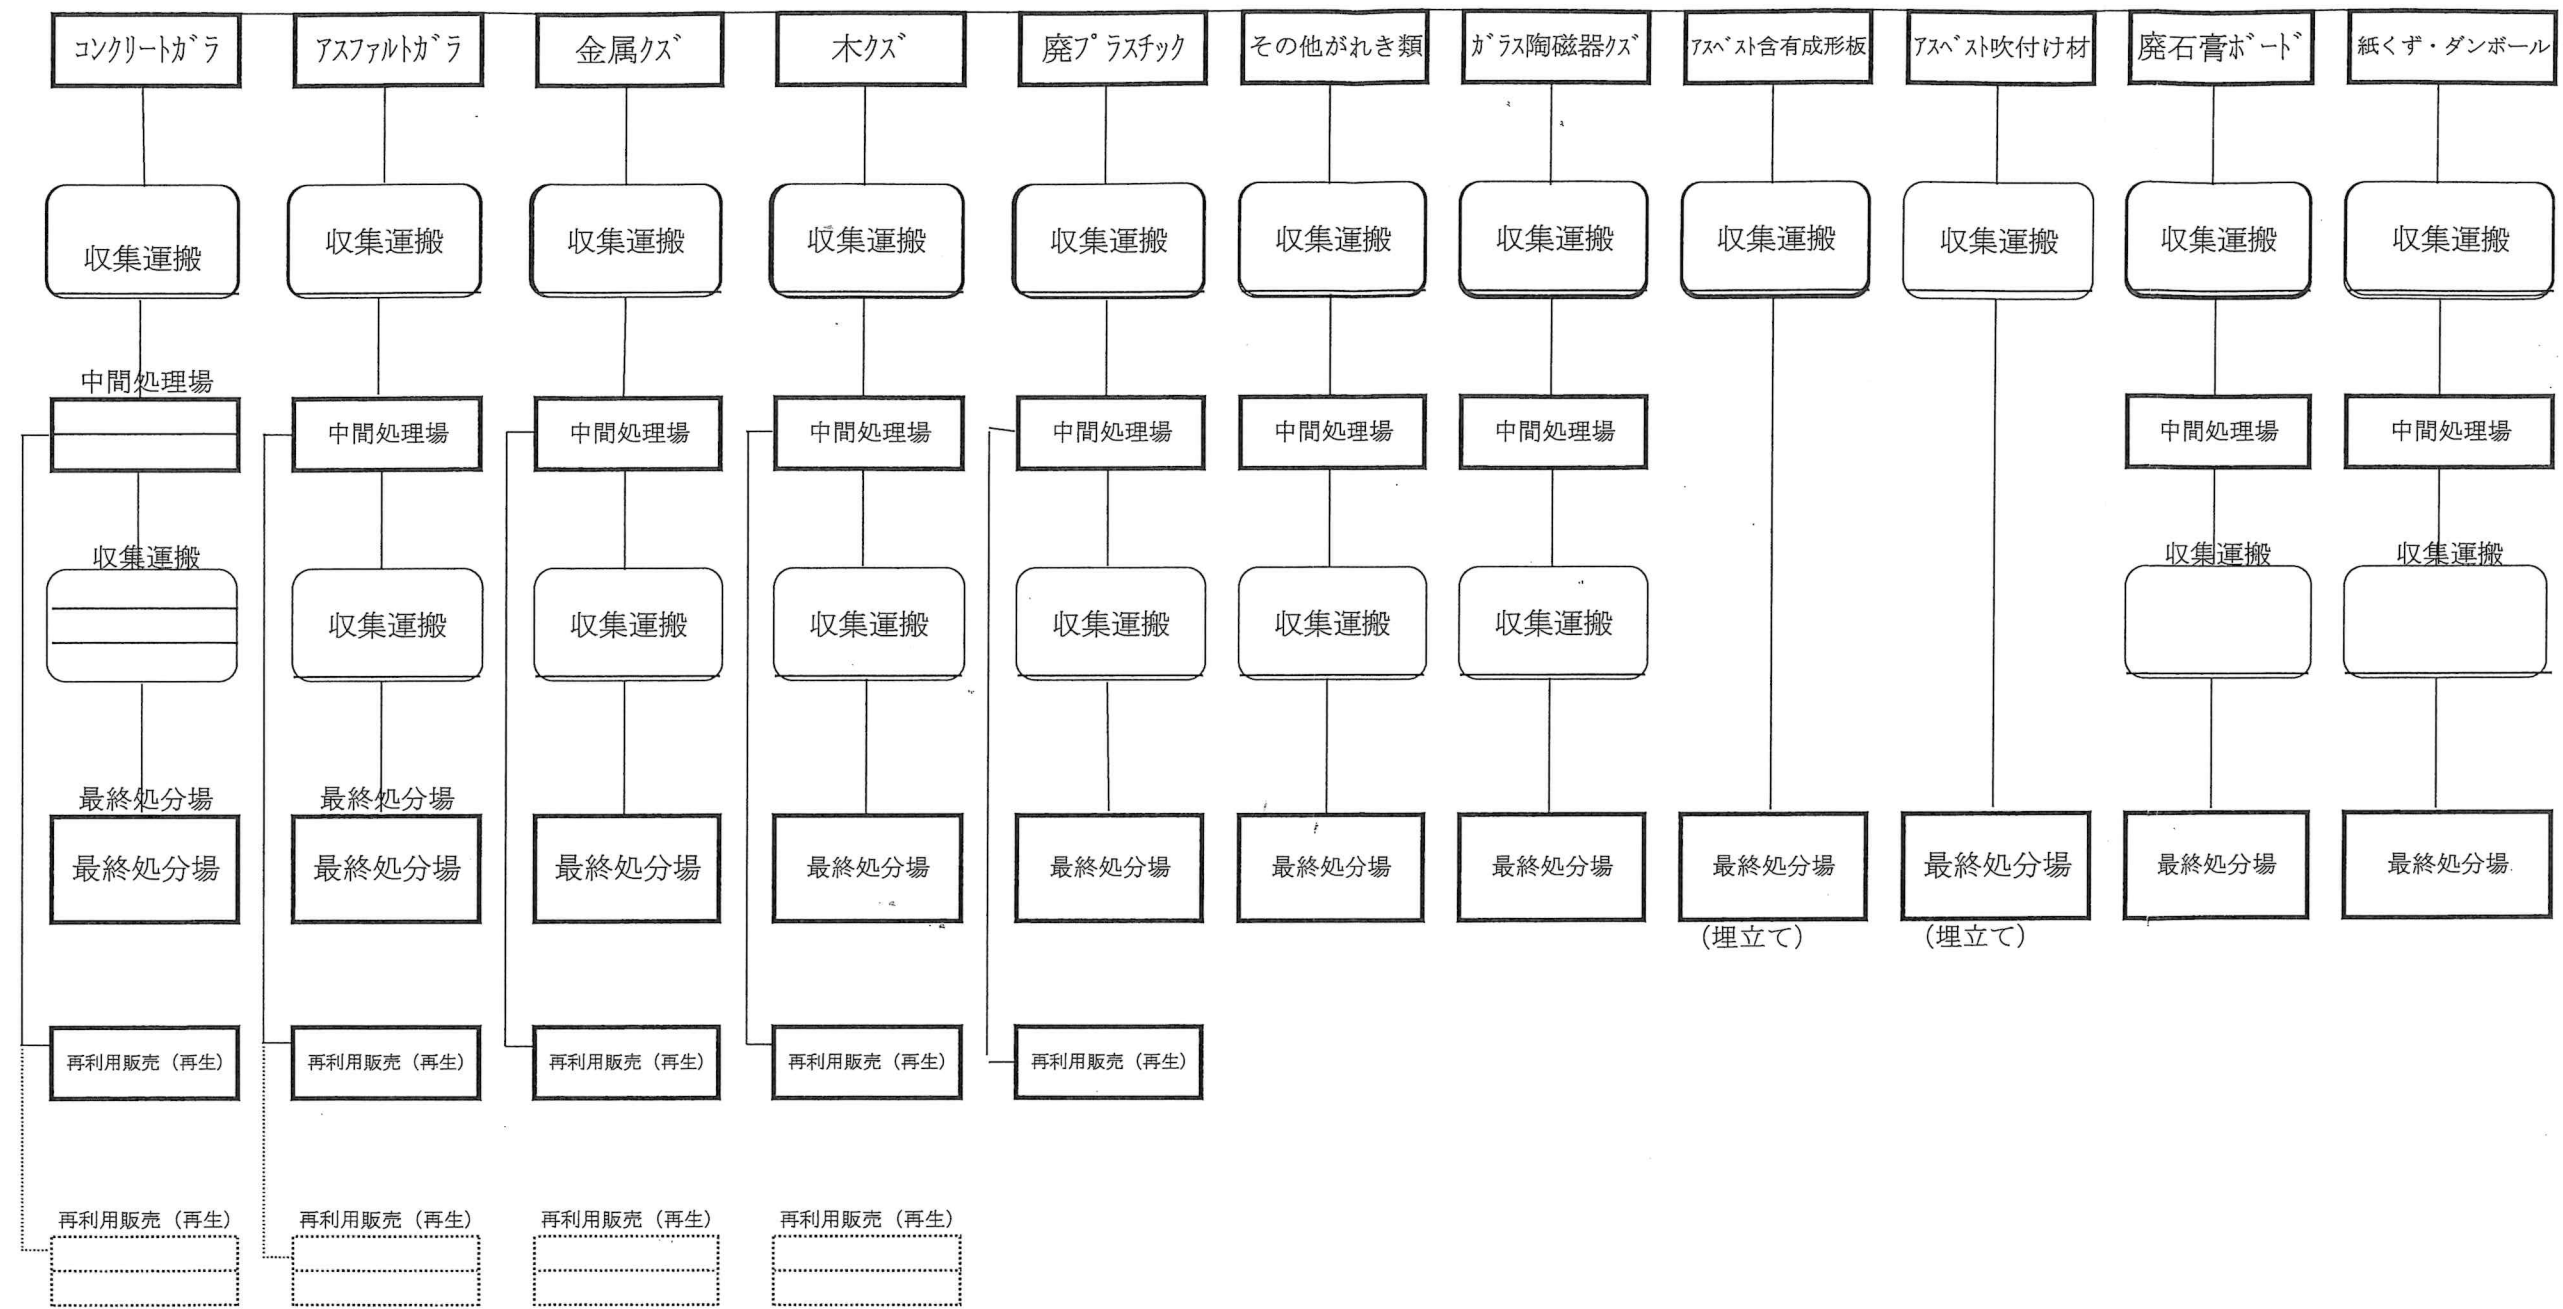 コンクリートガラ
アスファルトガラ
金属クズ
木クズ
廃プラスチック
その他がれき類
ガラス陶磁器クズ
アスベスト含有成形板
アスベスト吹付け材
廃石膏ボード
紙くず・ダンボール
収集運搬
収集運搬
収集運搬
収集運搬
収集運搬
収集運搬
収集運搬
収集運搬
収集運搬
収集運搬
収集運搬
中間処理場
中間処理場
中間処理場
中間処理場
中間処理場
中間処理場
中間処理場
中間処理場
中間処理場
収集運搬
収集運搬
収集運搬
収集運搬
収集運搬
収集運搬
収集運搬
収集運搬
収集運搬
最終処分場
最終処分場
最終処分場
最終処分場
最終処分場
最終処分場
最終処分場
最終処分場
最終処分場
最終処分場
最終処分場
最終処分場
最終処分場
(埋立て)
(埋立て)
再利用販売（再生）
再利用販売（再生）
再利用販売（再生）
再利用販売（再生）
再利用販売（再生）
再利用販売（再生）
再利用販売（再生）
再利用販売（再生）
再利用販売（再生）